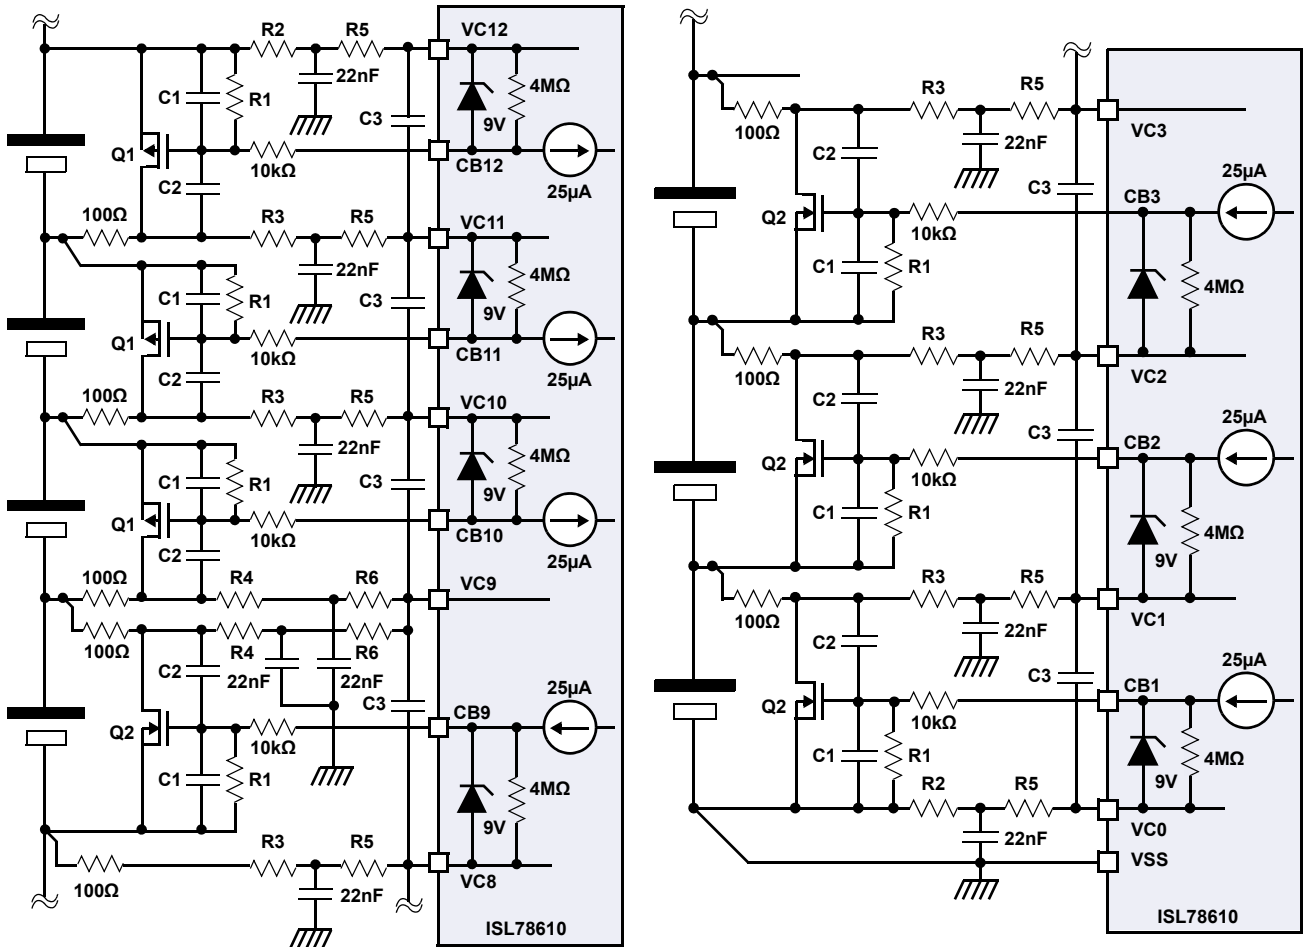 R2 R5 VC12
22nF
C1 R1 C3 9V 4MΩ
Q1 10kΩ CB12
C2 25µA
100Ω R3 R5 VC11
22nF 4MΩ
C1 R1 C3 9V
Q1 10kΩ CB11
C2 25µA
100Ω R3 R5 VC10
22nF 4MΩ
C1 R1 C3 9V
Q1 10kΩ CB10
C2 25µA
100Ω R4 R6 VC9
100Ω R4 R6
C2 22nF 22nF 25µA
C3 CB9
Q2 10kΩ
C1 R1 4MΩ
9V
R3 R5
100Ω 22nF VC8
ISL78610
R3 R5
100Ω 22nF VC3
C2 25µA
C3 CB3
Q2 10kΩ
C1 R1 4MΩ
R3 R5
100Ω 22nF VC2
C2 25µA
C3 CB2
Q2 10kΩ
C1 R1 4MΩ
9V
R3 R5
100Ω 22nF VC1
C2 25µA
C3 CB1
Q2 10kΩ
C1 R1 4MΩ
9V
R2 R5
22nF VC0
VSS
ISL78610